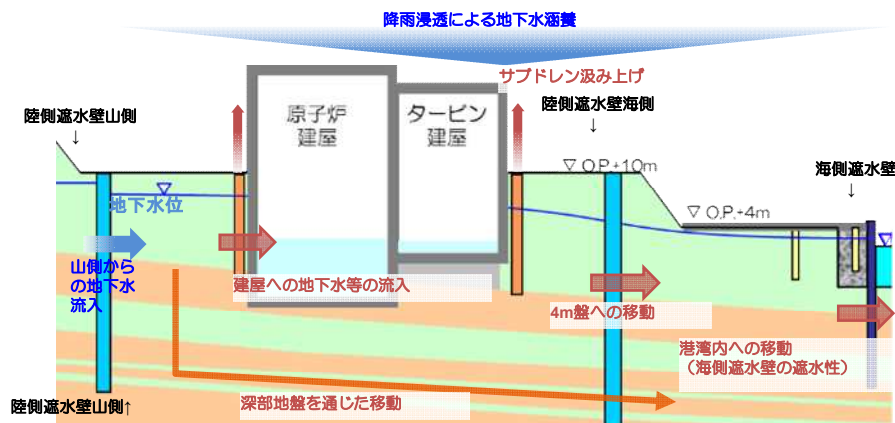 降雨浸透による地下水涵養
サブドレン汲み上げ
陸側遮水壁山側
↓
原子炉
建屋
タービン
建屋
陸側遮水壁海側
↓
▽ O.P.+10m
海側遮水壁
↓
地下水位
▽ O.P.+4m
山側から
の地下水
流入
建屋への地下水等の流入
4m盤への移動
港湾内への移動
（海側遮水壁の遮水性）
陸側遮水壁山側↑
深部地盤を通じた移動